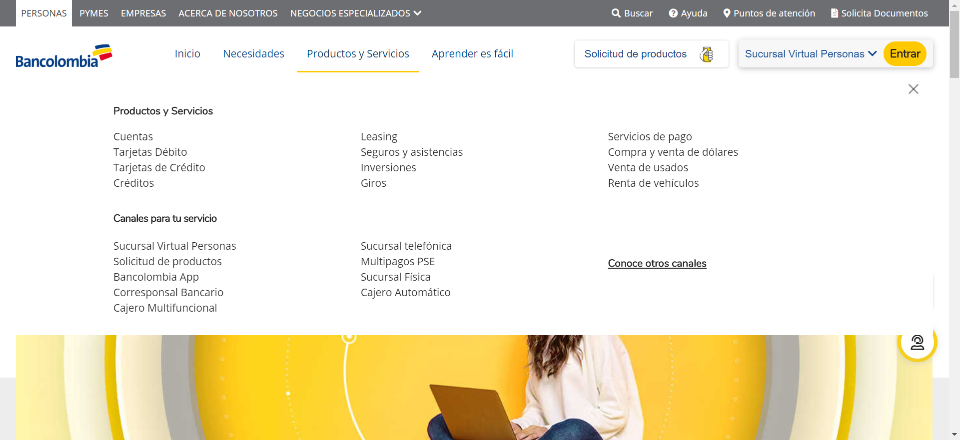 PERSONAS PYMES EMPRESAS ACERCA DE NOSOTROS NEGOCIOS ESPECIALIZADOS Buscar Ayuda Puntos de atención Solicita Documentos
Bancolombia Inicio Necesidades Productos y Servicios Aprender es fácil Solicitud de productos Sucursal Virtual Personas Entrar
Productos y Servicios
Cuentas Leasing Servicios de pago
Tarjetas Débito Seguros y asistencias Compra y venta de dólares
Tarjetas de Crédito Inversiones Venta de usados
Créditos Giros Renta de vehículos
Canales para tu servicio
Sucursal Virtual Personas Sucursal telefónica
Solicitud de productos Multipagos PSE Conoce otros canales
Bancolombia App Sucursal Física
Corresponsal Bancario Cajero Automático
Cajero Multifuncional